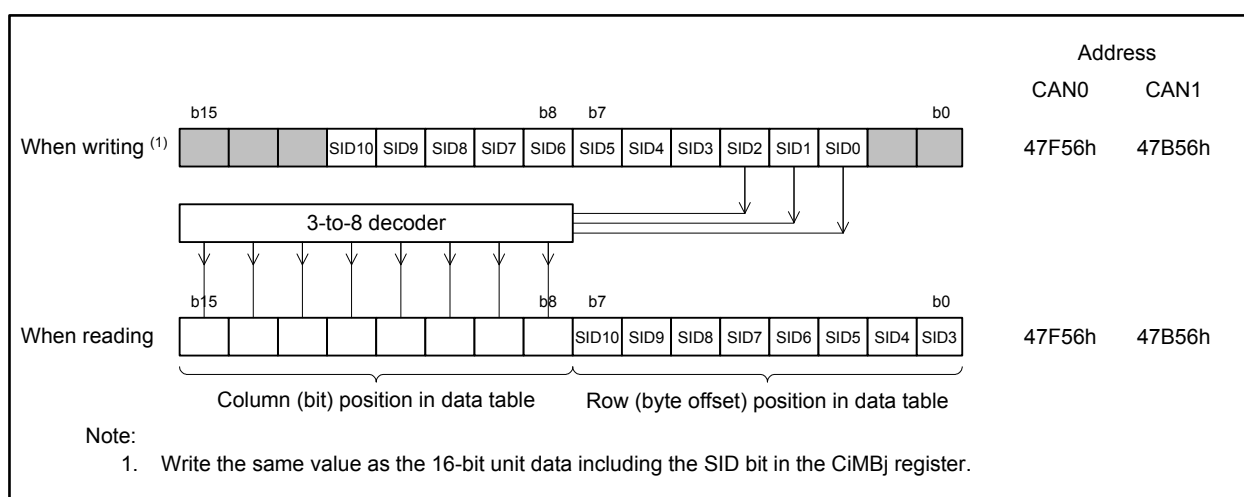 Address
CAN0 CAN1
b15 b8 b7 b0
When writing (1) SID10 SID9 SID8 SID7 SID6 SID5 SID4 SID3 SID2 SID1 SID0 47F56h 47B56h
3-to-8 decoder
b15 b8 b7 b0
When reading SID10 SID9 SID8 SID7 SID6 SID5 SID4 SID3 47F56h 47B56h
Column (bit) position in data table Row (byte offset) position in data table
Note:
1. Write the same value as the 16-bit unit data including the SID bit in the CiMBj register.